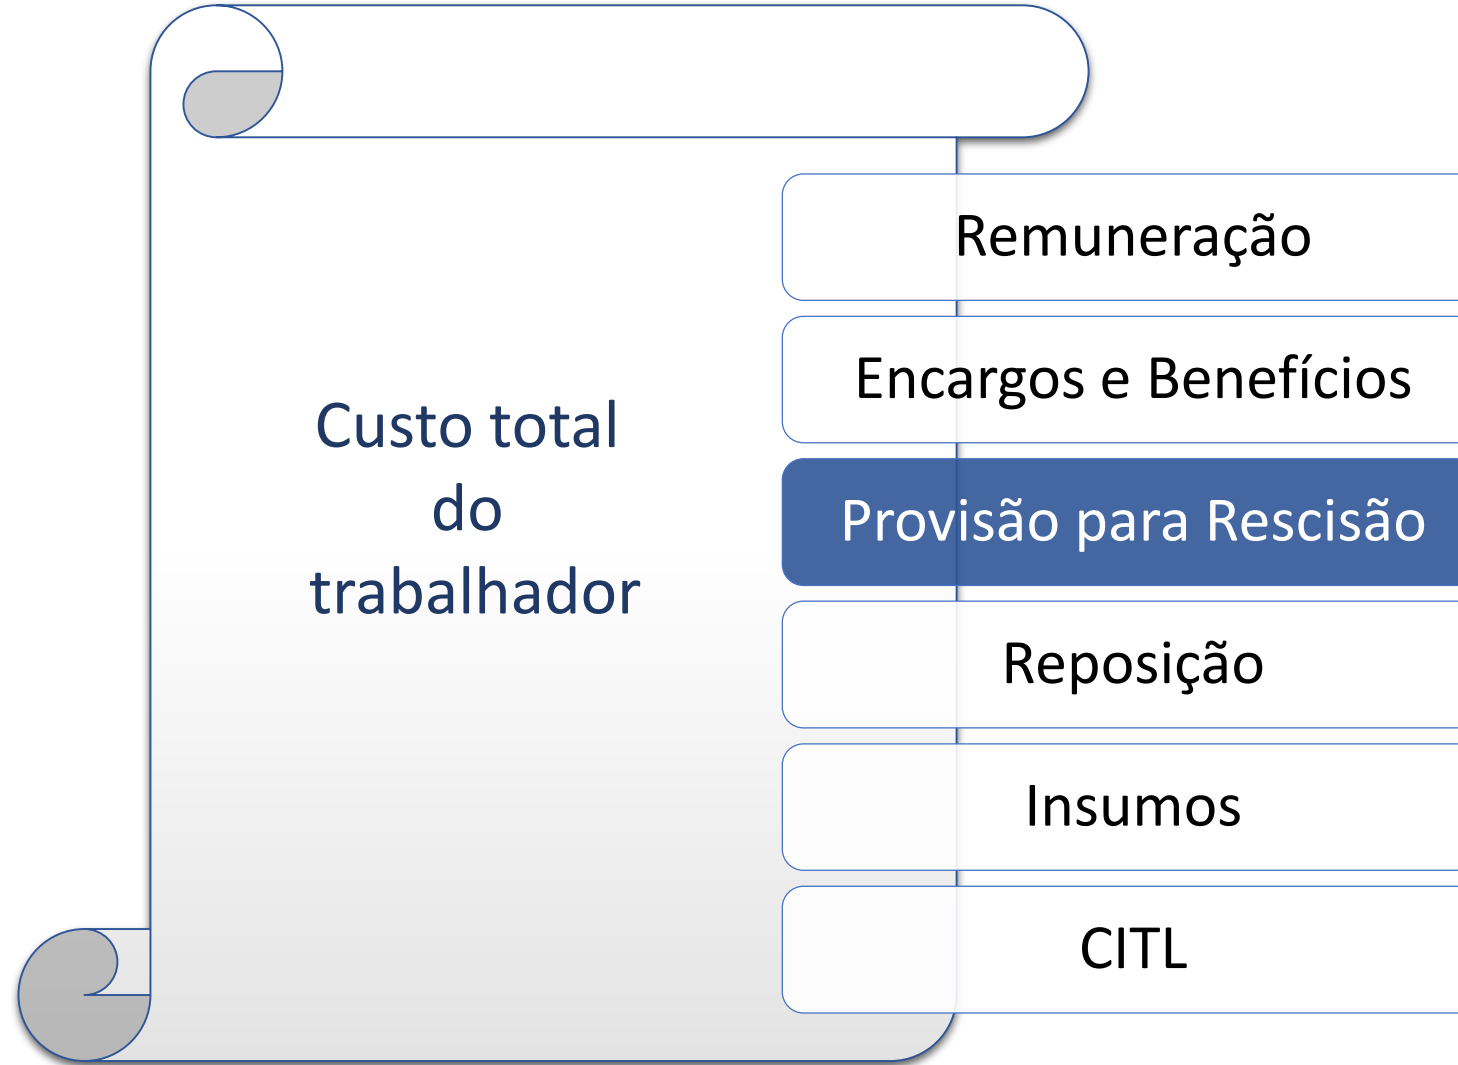 Custo total
do
trabalhador
Remuneração
Encargos e Benefícios
Provisão para Rescisão
Reposição
Insumos
CITL